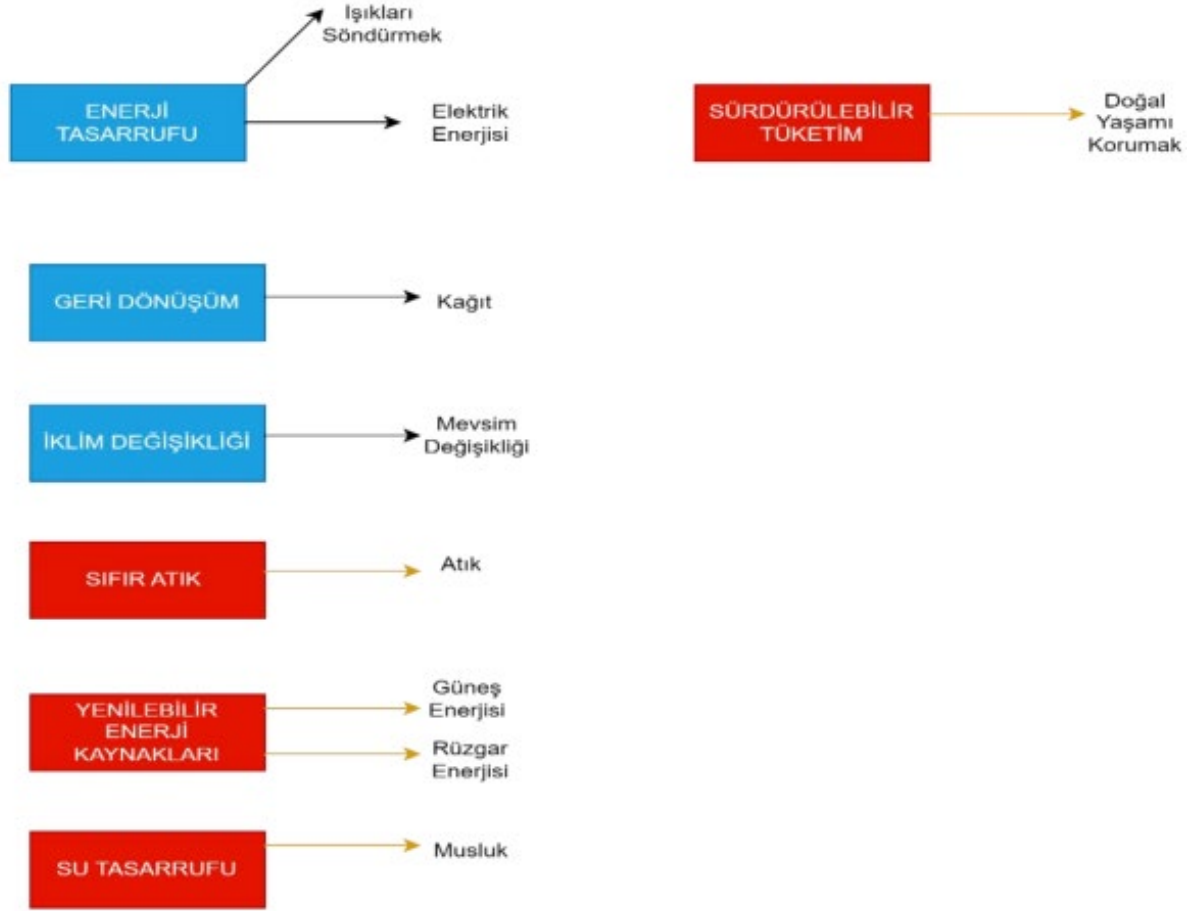 Işıkları
Söndürmek
ENERJİ
TASARRUFU
Elektrik
Enerjisi
SÜRDÜRÜLEBİLİR
TÜKETİM
Doğal
Yaşamı
Korumak
GERİ DÖNÜŞÜM
Kağıt
İKLİM DEĞİŞİKLİĞİ
Mevsim
Değişikliği
SIFIR ATIK
Atık
YENİLEBİLİR
ENERJİ
KAYNAKLARI
Güneş
Enerjisi
Rüzgar
Enerjisi
SU TASARRUFU
Musluk